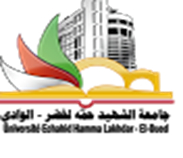 جامعة الشهيد حمه لخضر - الوادي
Université Echahid Hamma Lakhdar - El-Oued